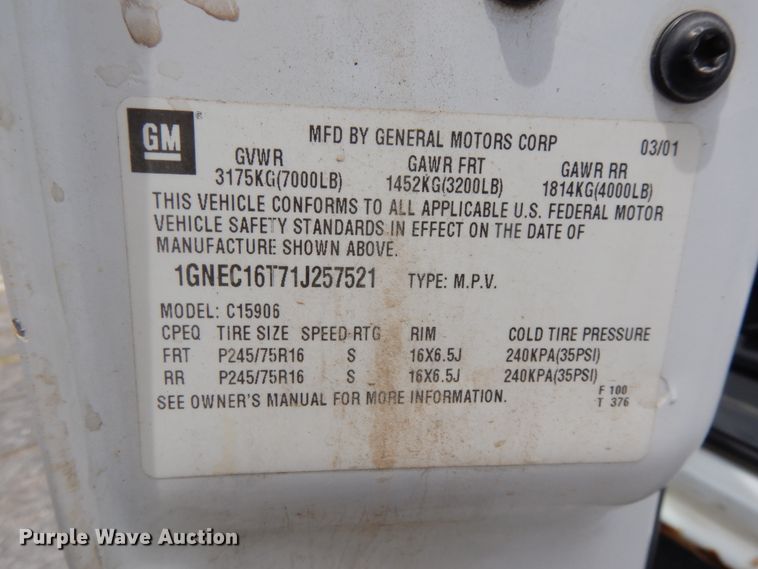 GM
MFD BY GENERAL MOTORS CORP 03/01
GVWR GAWR FRT GAWR RR
3175KG(7000LB) 1452KG(3200LB) 1814KG(4000LB)
THIS VEHICLE CONFORMS TO ALL APPLICABLE U.S. FEDERAL MOTOR
VEHICLE SAFETY STANDARDS IN EFFECT ON THE DATE OF
MANUFACTURE SHOWN ABOVE.
1GNEC16T71J257521 TYPE: M.P.V.
MODEL: C15906
CPEQ TIRE SIZE SPEED RTG RIM COLD TIRE PRESSURE
FRT P245/75R16 S 16X6.5J 240KPA(35PSI)
RR P245/75R16 S 16X6.5J 240KPA(35PSI)
SEE OWNER'S MANUAL FOR MORE INFORMATION.
F 100
T 376
Purple Wave Auction